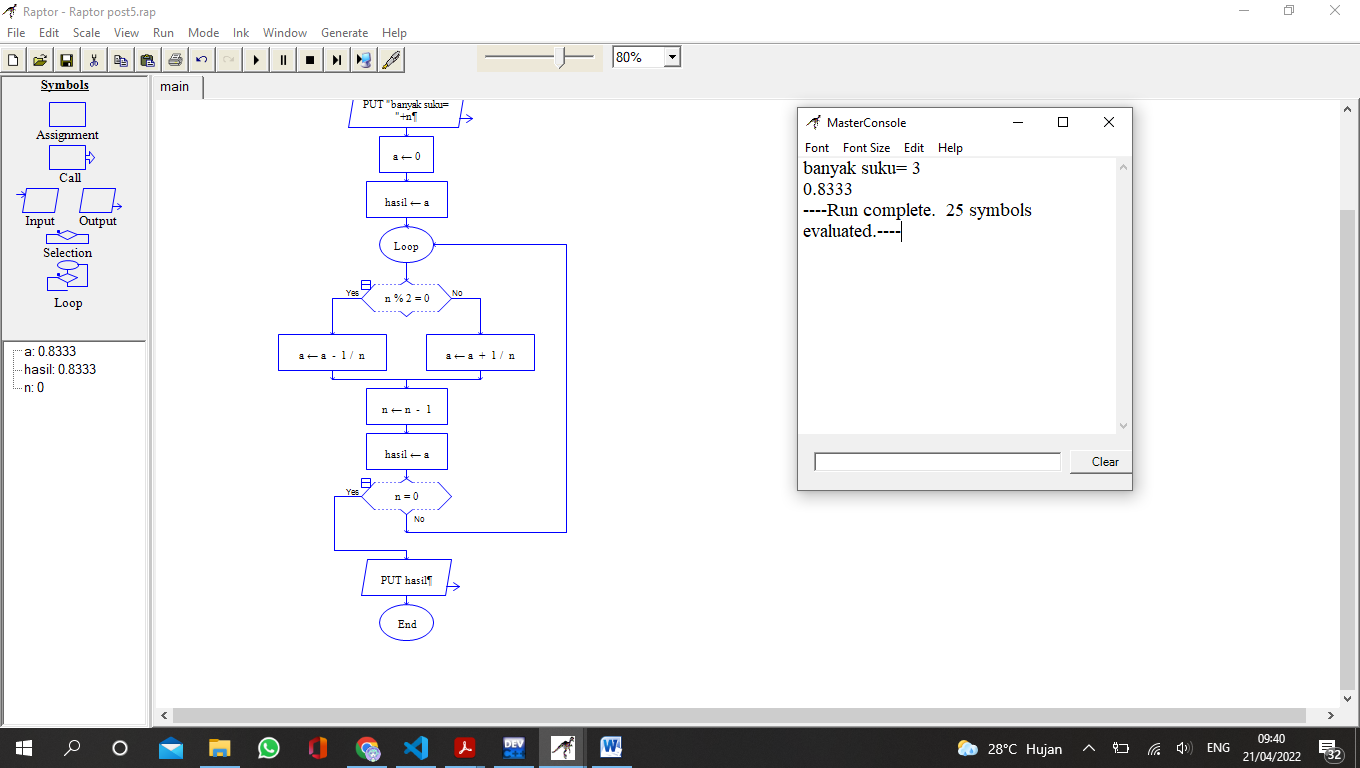 Raptor - Raptor post5.rap
File Edit Scale View Run Mode Ink Window Generate Help
80%
Symbols
Assignment
Call
Input Output
Selection
Loop
a: 0.8333
hasil: 0.8333
n: 0
main
PUT "banyak suku=
"+n¶
a ← 0
hasil ← a
Loop
Yes n % 2 = 0 No
a ← a - 1 / n a ← a + 1 / n
n ← n - 1
hasil ← a
Yes n = 0
No
PUT hasil¶
End
MasterConsole
Font Font Size Edit Help
banyak suku= 3
0.8333
----Run complete. 25 symbols
evaluated.----
Clear
DEV
W
28°C Hujan ENG
09:40
21/04/2022
32